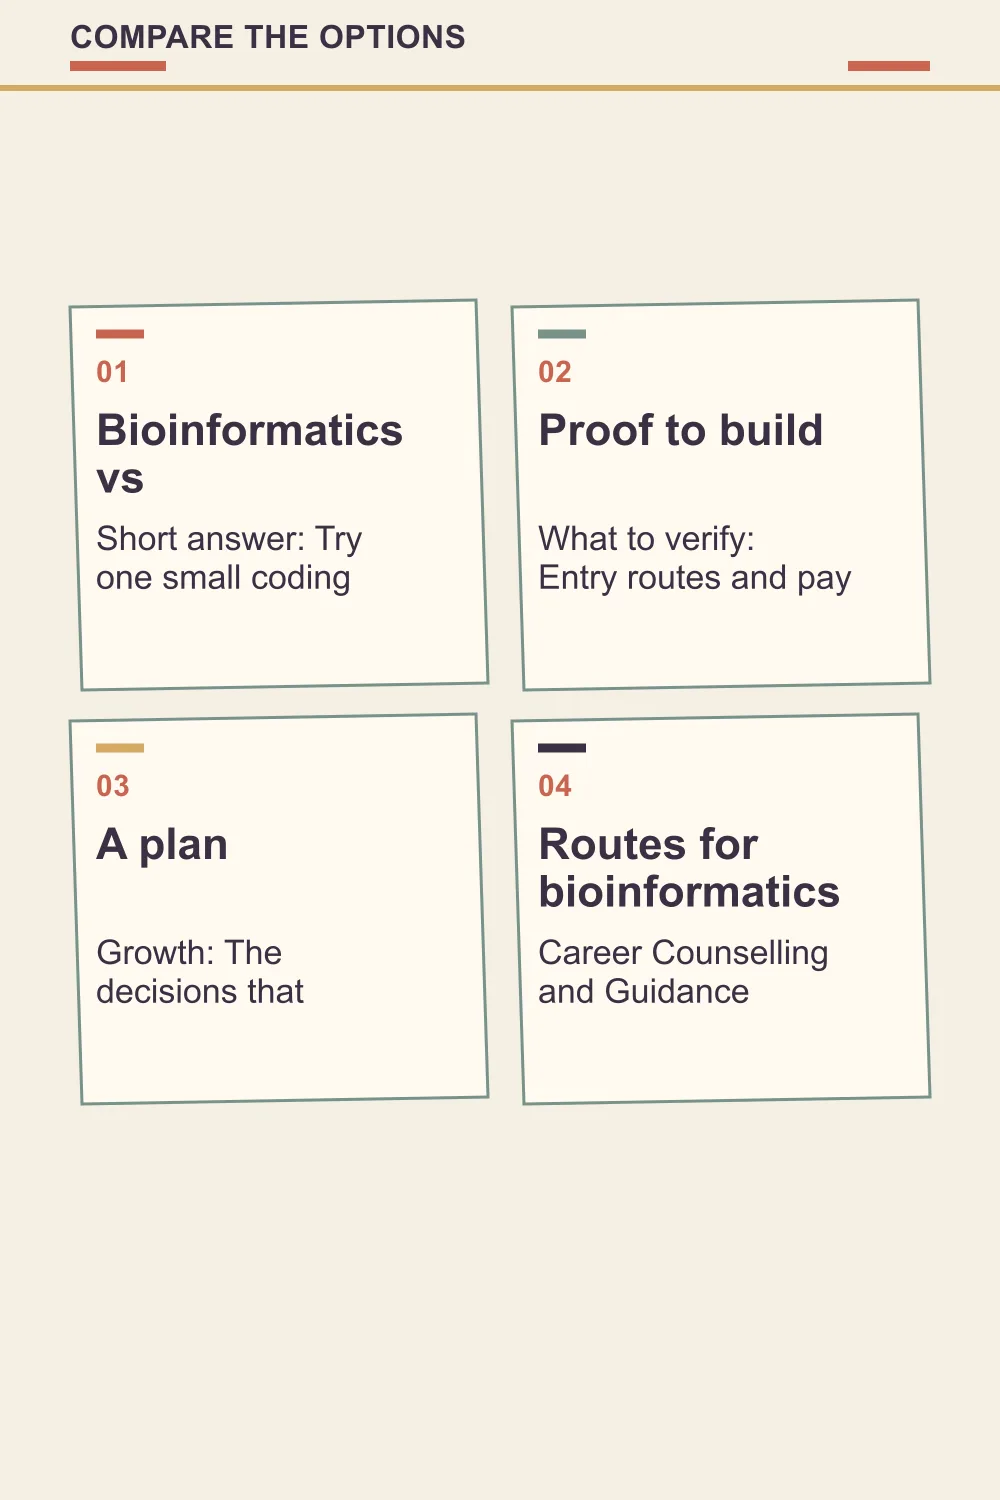 COMPARE THE OPTIONS
01
Bioinformatics
vs
Short answer: Try
one small coding
02
Proof to build
What to verify:
Entry routes and pay
03
A plan
Growth: The
decisions that
04
Routes for
bioinformatics
Career Counselling
and Guidance